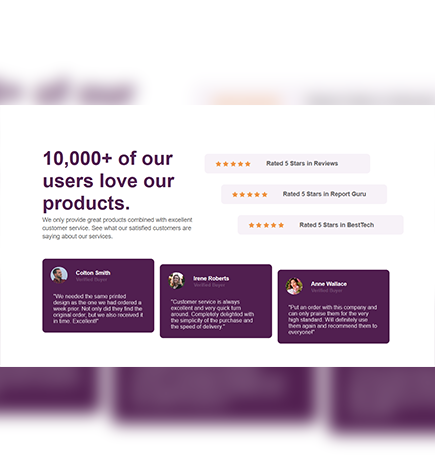 10,000+ of our
users love our
products.
We only provide great products combined with excellent
customer service. See what our satisfied customers are
saying about our services.
Rated 5 Stars in Reviews
Rated 5 Stars in Report Guru
Rated 5 Stars in BestTech
Colton Smith
Verified Buyer
"We needed the same printed
design as the one we had ordered a
week prior. Not only did they find the
original order, but we also received it
in time. Excellent!"
Irene Roberts
Verified Buyer
"Customer service is always
excellent and very quick turn
around. Completely delighted with
the simplicity of the purchase and
the speed of delivery."
Anne Wallace
Verified Buyer
"Put an order with this company and
can only praise them for the very
high standard. Will definitely use
them again and recommend them to
everyone!"